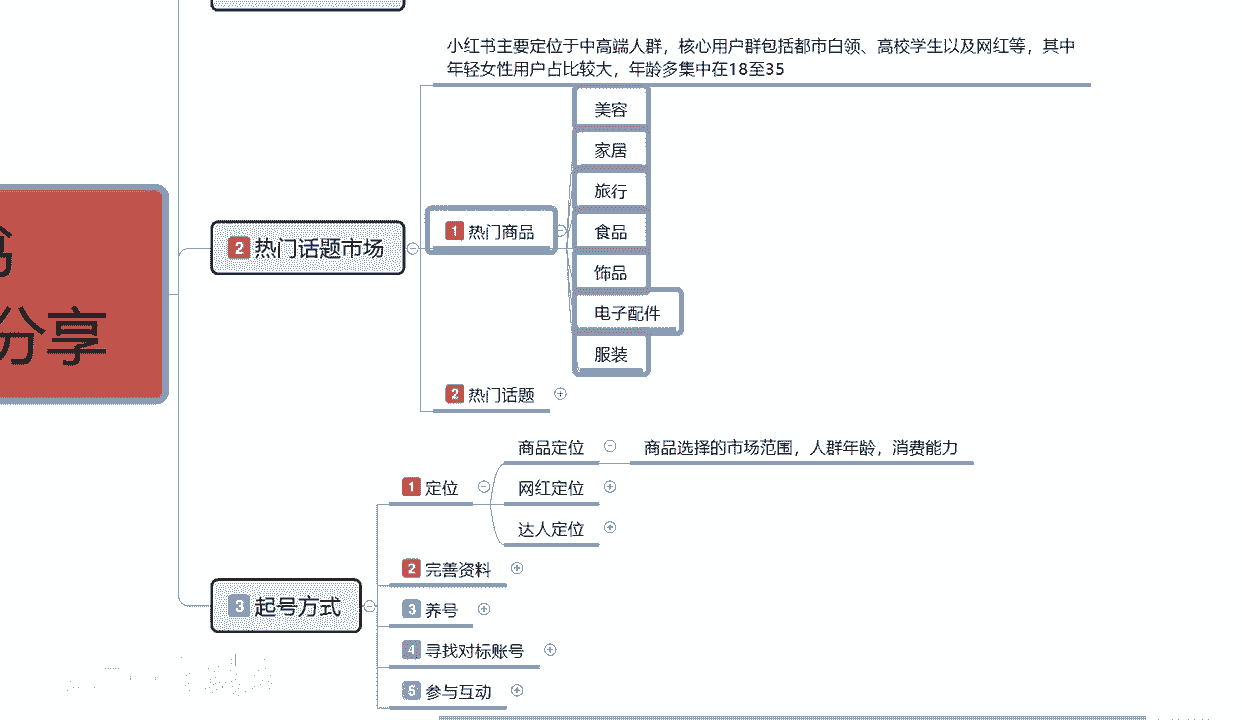 小红书主要定位于中高端人群，核心用户群包括都市白领、高校学生以及网红等，其中
年轻女性用户占比较大，年龄多集中在18至35
美容
家居
旅行
食品
饰品
电子配件
服装
1 热门商品
2 热门话题市场
2 热门话题
分享
商品定位
商品选择的市场范围，人群年龄，消费能力
1 定位
网红定位
达人定位
2 完善资料
3 起号方式
3 养号
4 寻找对标账号
5 参与互动